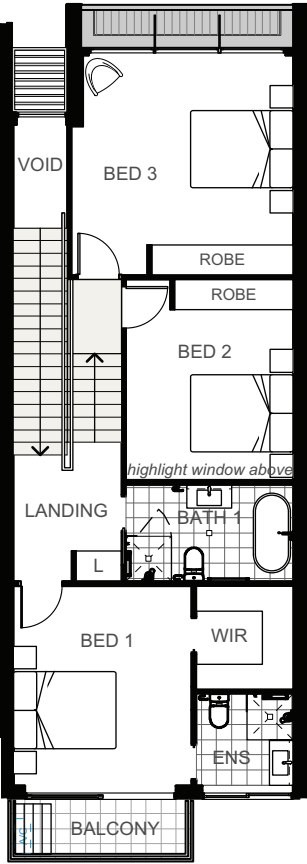 VOID
BED 3
ROBE
ROBE
BED 2
highlight window above
LANDING
BATH 1
L
BED 1
WIR
ENS
BALCONY
A/C